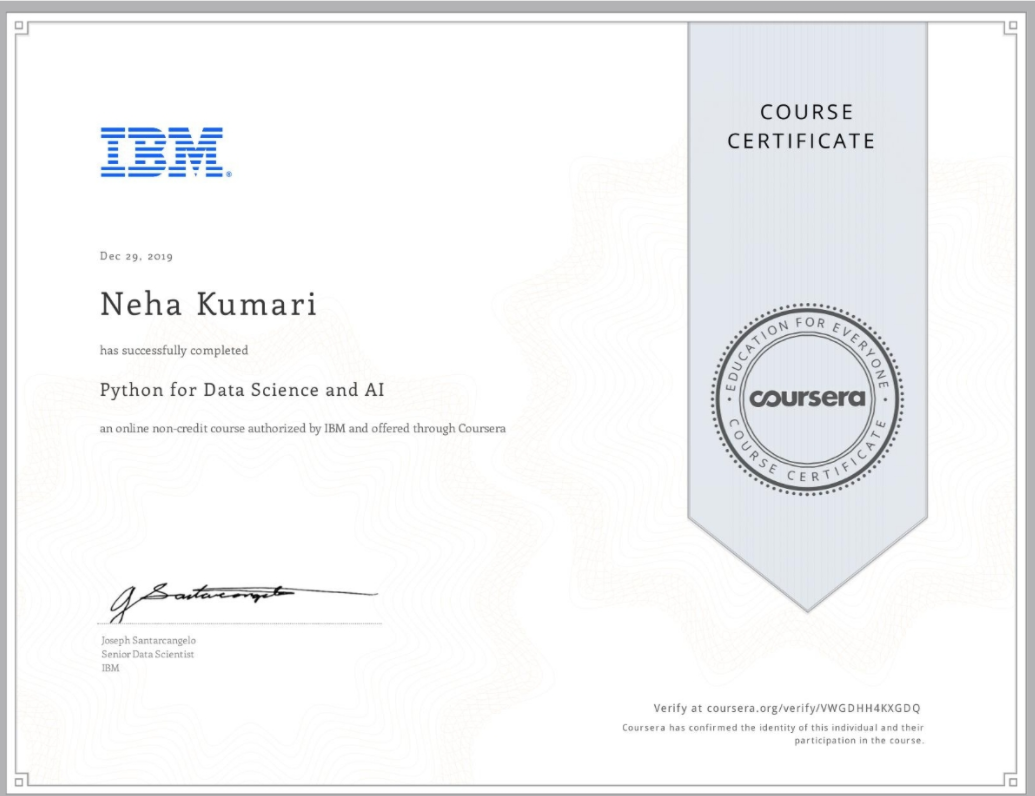 COURSE
CERTIFICATE
IBM®
Dec 29, 2019
Neha Kumari
has successfully completed
Python for Data Science and AI
an online non-credit course authorized by IBM and offered through Coursera
EDUCATION FOR EVERYONE
coursera
COURSE CERTIFICATE
J Santarcangelo
Joseph Santarcangelo
Senior Data Scientist
IBM
Verify at coursera.org/verify/VWGDHH4KXGDQ
Coursera has confirmed the identity of this individual and their
participation in the course.